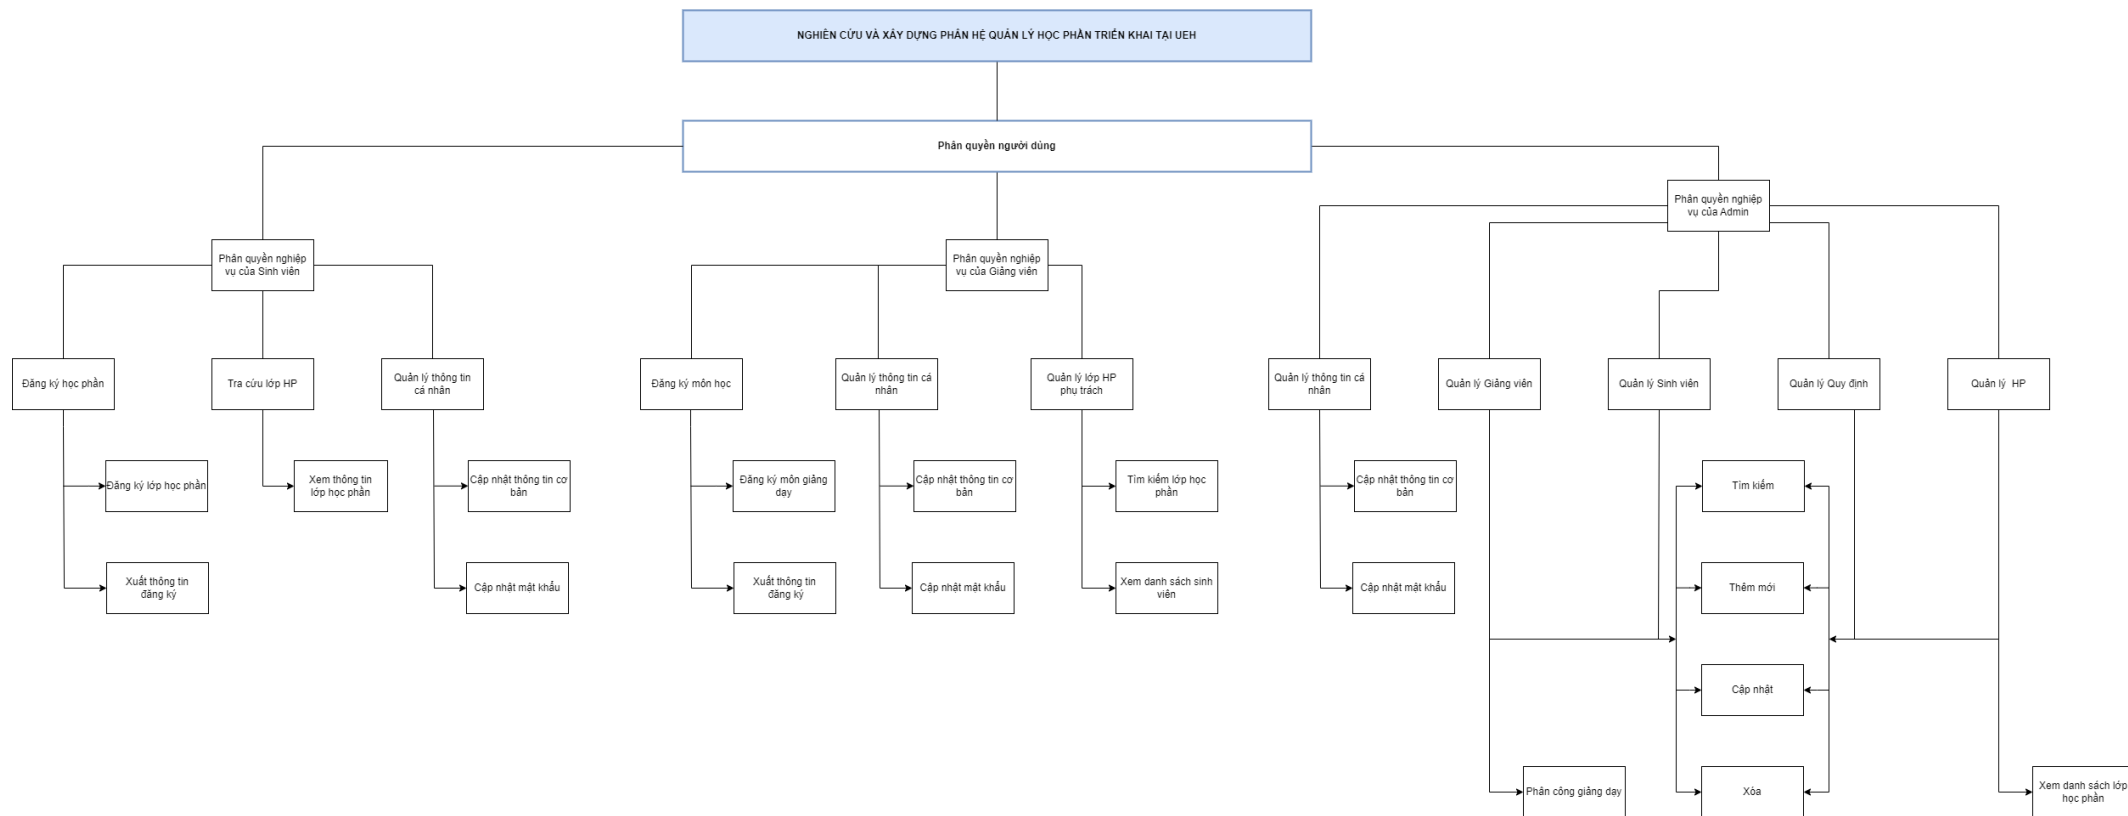 NGHIÊN CỨU VÀ XÂY DỰNG PHÂN HỆ QUẢN LÝ HỌC PHẦN TRIỂN KHAI TẠI UEH
Phân quyền người dùng
Phân quyền nghiệp
vụ của Admin
Phân quyền nghiệp
vụ của Sinh viên
Phân quyền nghiệp
vụ của Giảng viên
Đăng ký học phần
Tra cứu lớp HP
Quản lý thông tin
cá nhân
Đăng ký môn học
Quản lý thông tin cá
nhân
Quản lý lớp HP
phụ trách
Quản lý thông tin cá
nhân
Quản lý Giảng viên
Quản lý Sinh viên
Quản lý Quy định
Quản lý  HP
Đăng ký lớp học phần
Xem thông tin
lớp học phần
Cập nhật thông tin cơ
bản
Đăng ký môn giảng
dạy
Cập nhật thông tin cơ
bản
Tìm kiếm lớp học
phần
Cập nhật thông tin cơ
bản
Tìm kiếm
Xuất thông tin
đăng ký
Cập nhật mật khẩu
Xuất thông tin
đăng ký
Cập nhật mật khẩu
Xem danh sách sinh
viên
Cập nhật mật khẩu
Thêm mới
Cập nhật
Phân công giảng dạy
Xóa
Xem danh sách lớp
học phần